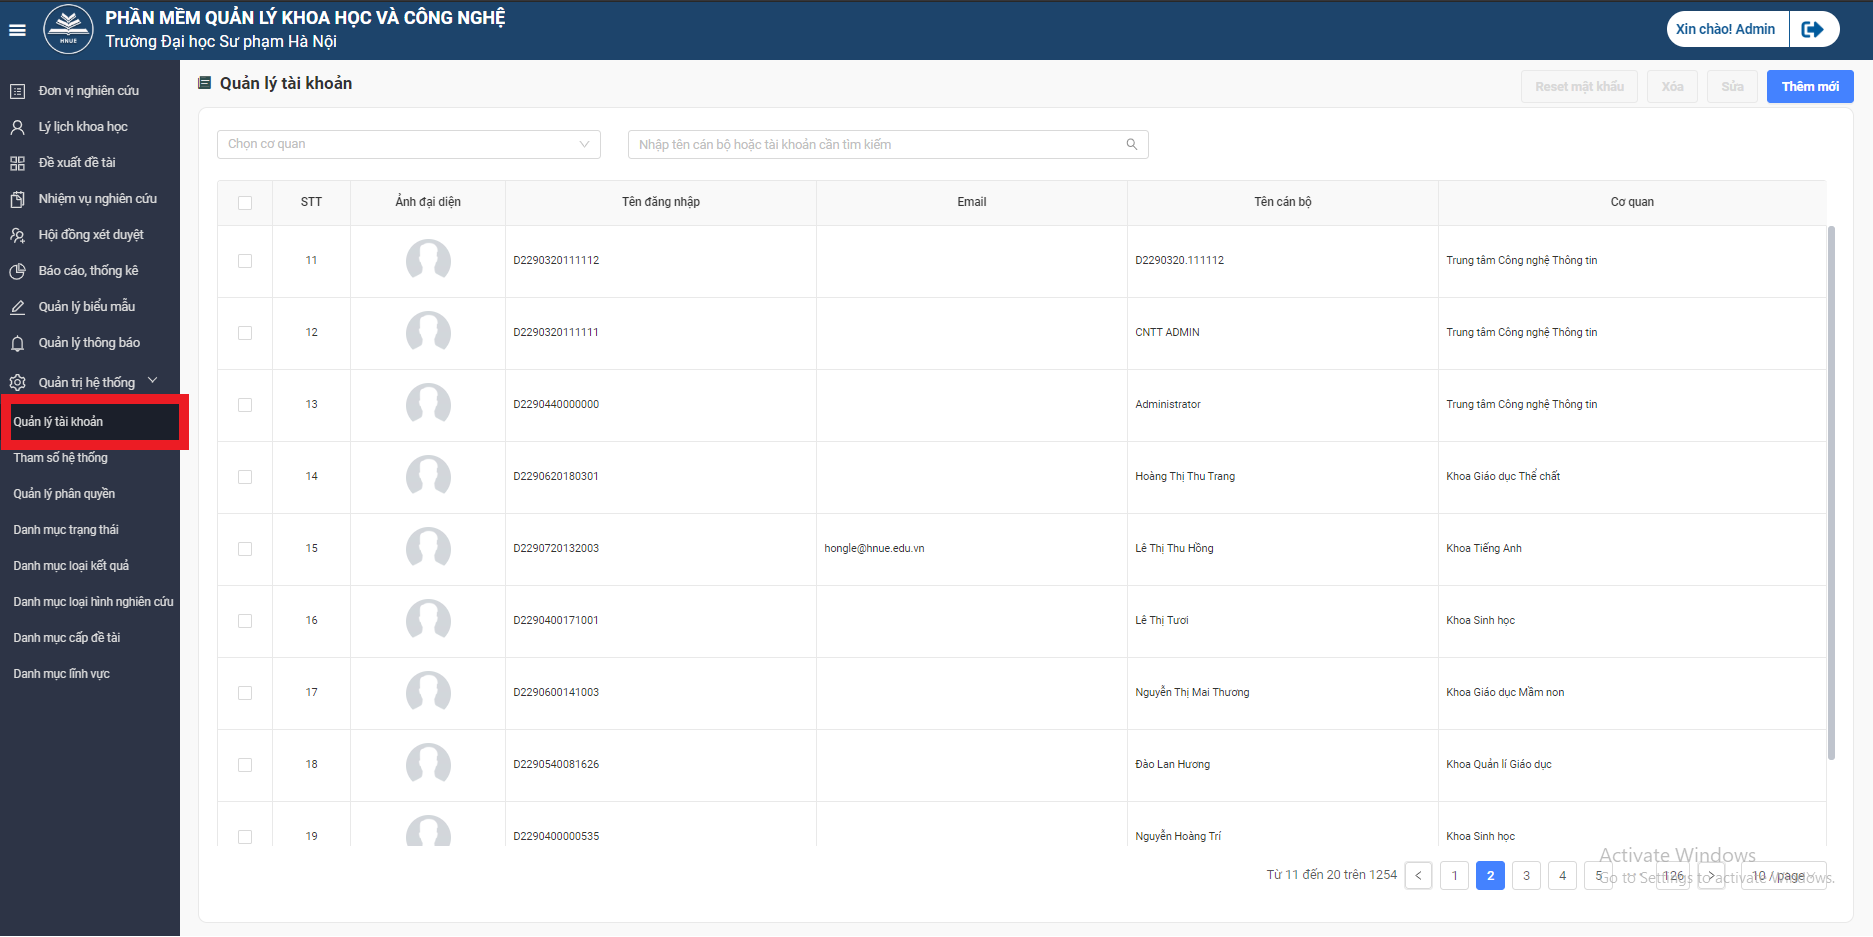 PHẦN MỀM QUẢN LÝ KHOA HỌC VÀ CÔNG NGHỆ
Trường Đại học Sư phạm Hà Nội
HNUE
Xin chào! Admin
Đơn vị nghiên cứu
Lý lịch khoa học
Đề xuất đề tài
Nhiệm vụ nghiên cứu
Hội đồng xét duyệt
Báo cáo, thống kê
Quản lý biểu mẫu
Quản lý thông báo
Quản trị hệ thống
Quản lý tài khoản
Tham số hệ thống
Quản lý phân quyền
Danh mục trạng thái
Danh mục loại kết quả
Danh mục loại hình nghiên cứu
Danh mục cấp đề tài
Danh mục lĩnh vực
Quản lý tài khoản
Reset mật khẩu Xóa Sửa Thêm mới
Chọn cơ quan Nhập tên cán bộ hoặc tài khoản cần tìm kiếm
STT Ảnh đại diện Tên đăng nhập Email Tên cán bộ Cơ quan
11 D2290320111112 D2290320.111112 Trung tâm Công nghệ Thông tin
12 D2290320111111 CNTT ADMIN Trung tâm Công nghệ Thông tin
13 D2290440000000 Administrator Trung tâm Công nghệ Thông tin
14 D2290620180301 Hoàng Thị Thu Trang Khoa Giáo dục Thể chất
15 D2290720132003 hongle@hnue.edu.vn Lê Thị Thu Hồng Khoa Tiếng Anh
16 D2290400171001 Lê Thị Tươi Khoa Sinh học
17 D2290600141003 Nguyễn Thị Mai Thương Khoa Giáo dục Mầm non
18 D2290540081626 Đào Lan Hương Khoa Quản lí Giáo dục
19 D2290400000535 Nguyễn Hoàng Trí Khoa Sinh học
Từ 11 đến 20 trên 1254 < 1 2 3 4 5 ••• 126 > 10 / page
Activate Windows
Go to Settings to activate Windows.